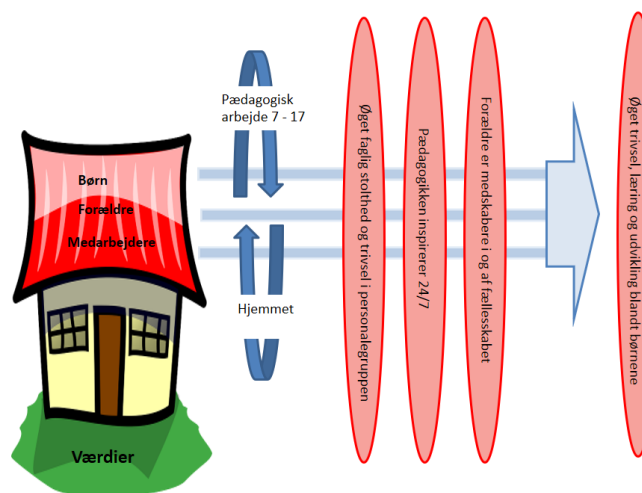 Pædagogisk
arbejde 7 - 17
Børn
Forældre
Medarbejdere
Hjemmet
Værdier
Øget faglig stolthed og trivsel i personalegruppen
Pædagogikken inspirerer 24/7
Forældre er medskabere i og af fællesskabet
Øget trivsel, læring og udvikling blandt børnene